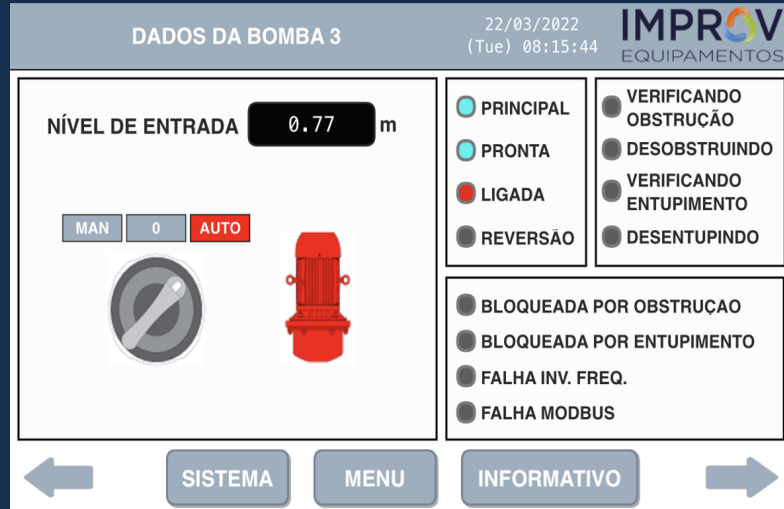 DADOS DA BOMBA 3
22/03/2022
(Tue) 08:15:44
IMPROV
EQUIPAMENTOS
NÍVEL DE ENTRADA 0.77 m
MAN 0 AUTO
PRINCIPAL
PRONTA
LIGADA
REVERSÃO
VERIFICANDO
OBSTRUÇÃO
DESOBSTRUINDO
VERIFICANDO
ENTUPIMENTO
DESENTUPINDO
BLOQUEADA POR OBSTRUÇAO
BLOQUEADA POR ENTUPIMENTO
FALHA INV. FREQ.
FALHA MODBUS
SISTEMA MENU INFORMATIVO